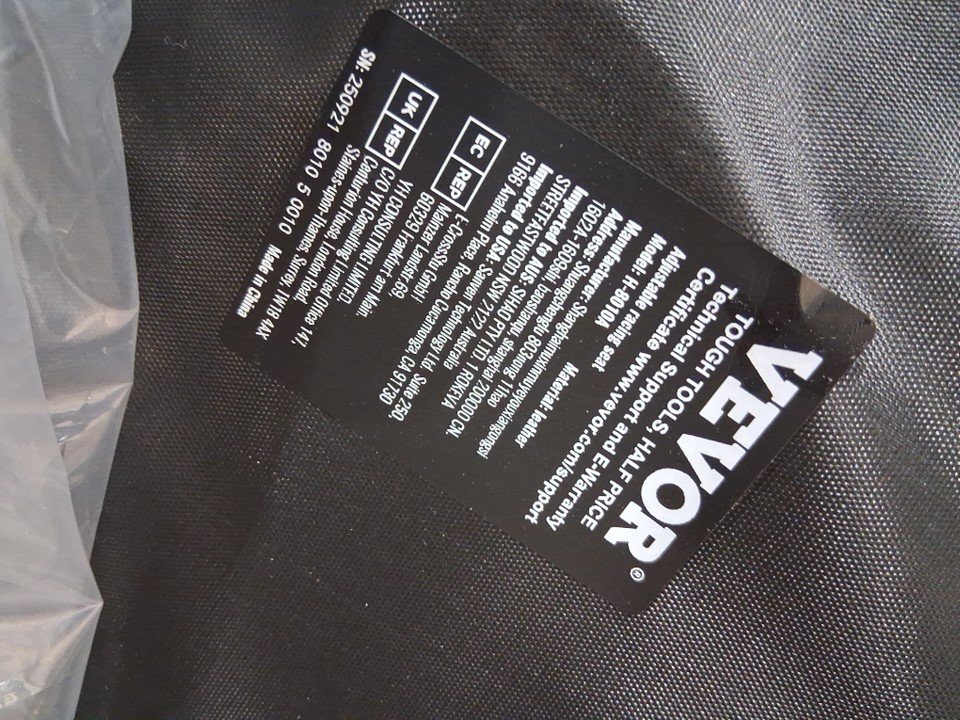 VEVOR®
TOUGH TOOLS, HALF PRICE
Technical Support and E-Warranty
Certificate www.vevor.com/support
Adjustable racing seat
Model: H-8010A Material: leather
Manufacturer: Shanghaimuxinmuyeyouxiangongsi
Address: Shuangchenglu 803nong 11hao
1602A-1609shi, baoshanqu, shanghai 200000 CN.
Imported to AUS: SIHAO PTY LTD. 1 ROKEVA
STREETEASTWOOD NSW 2122 Australia
Imported to USA: Sanven Technology Ltd. Suite 250,
9166 Anaheim Place, Rancho Cucamonga, CA 91730
EC REP
E-CrossStu GmbH
Mainzer Landstr. 69,
60329 Frankfurt am Main.
UK REP
YH CONSULTING LIMITED.
C/O YH Consulting Limited Office 147,
Centurion House, London Road,
Staines-upon-Thames, Surrey, TW18 4AX
SN: 250921 8010 5 0010 Made in China